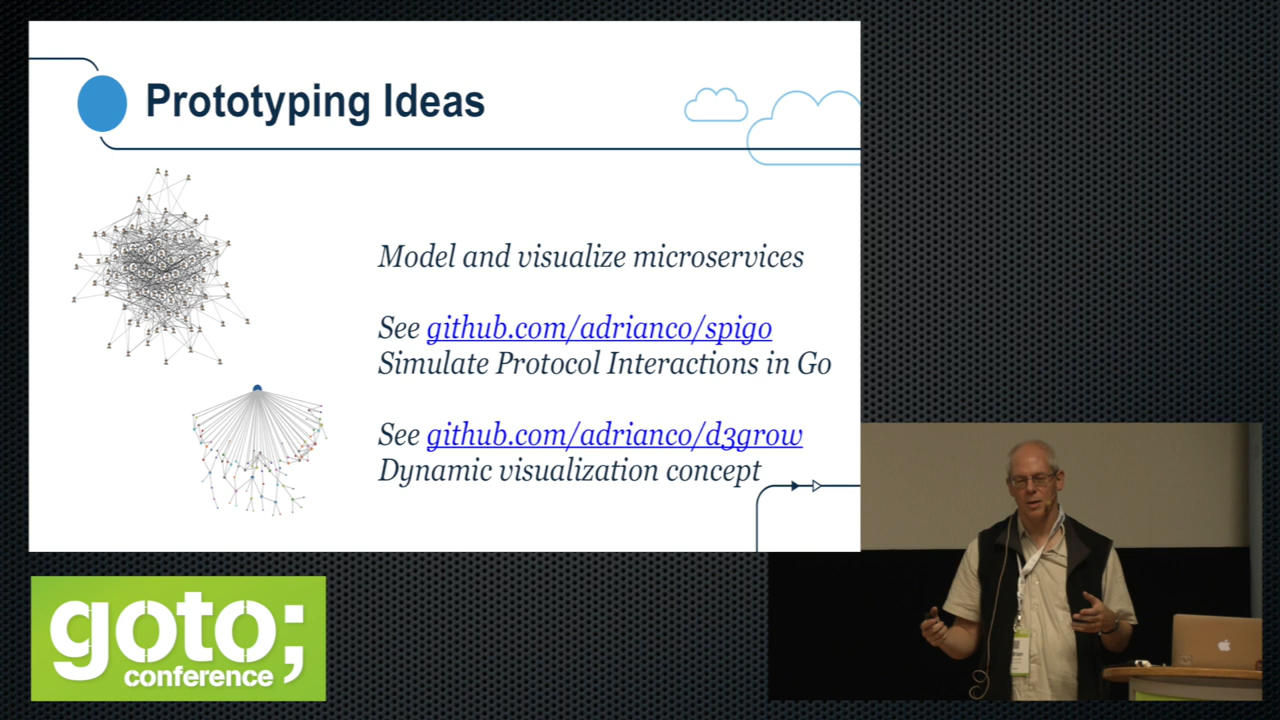 Prototyping Ideas
Model and visualize microservices
See github.com/adrianco/spigo
Simulate Protocol Interactions in Go
See github.com/adrianco/d3grow
Dynamic visualization concept
goto;
conference